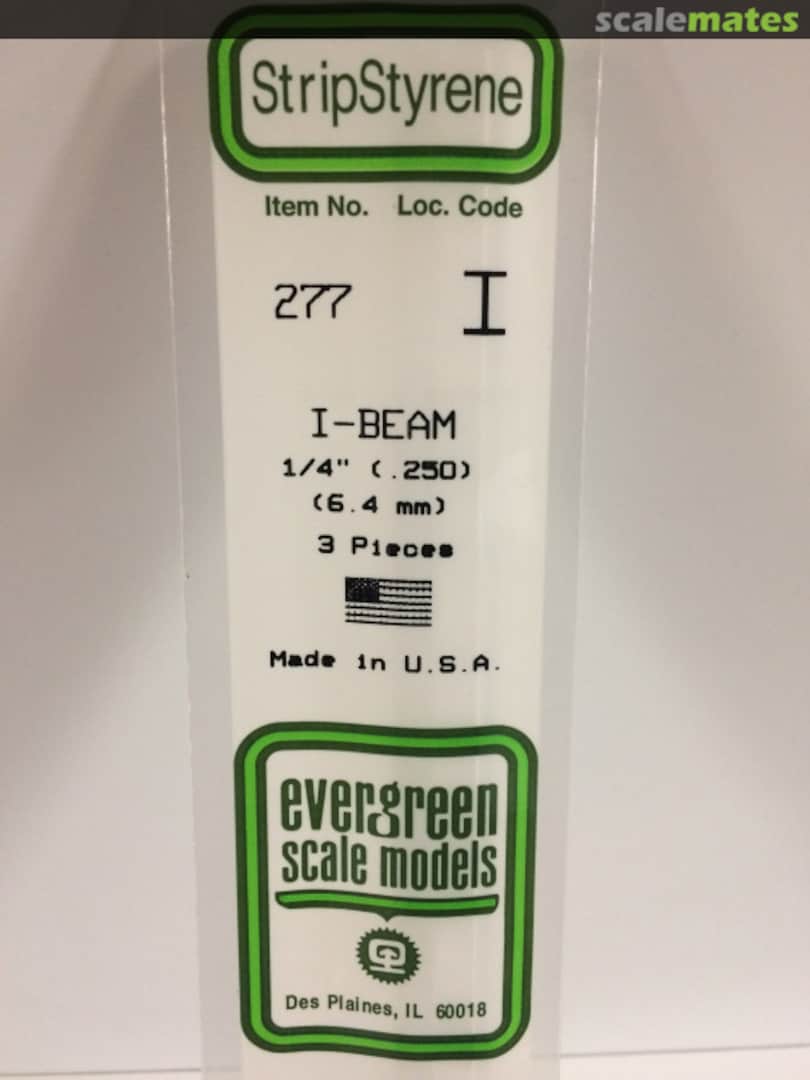 scalemates
StripStyrene
Item No. Loc. Code
277 I
I-BEAM
1/4" (.250)
(6.4 mm)
3 Pieces
Made in U.S.A.
evergreen
scale models
Des Plaines, IL 60018